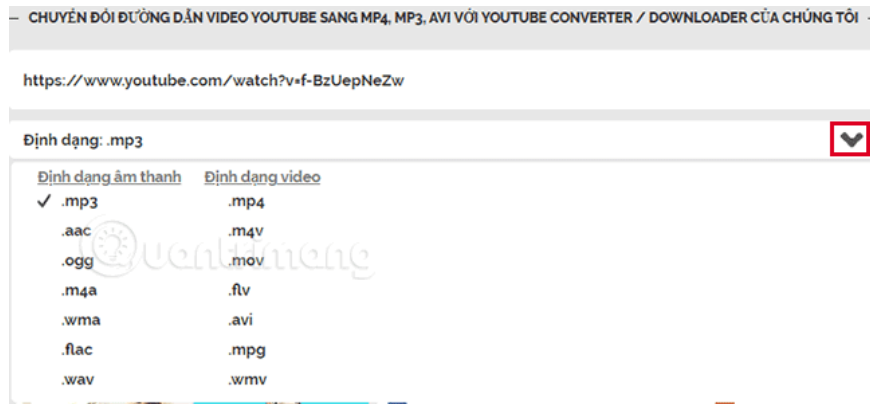 CHUYỂN ĐỔI ĐƯỜNG DẪN VIDEO YOUTUBE SANG MP4, MP3, AVI VỚI YOUTUBE CONVERTER / DOWNLOADER CỦA CHÚNG TÔI
https://www.youtube.com/watch?v=f-BzUepNeZw
Định dạng: .mp3
Định dạng âm thanh Định dạng video
.mp3 .mp4
.aac .m4v
Quantrimang
.ogg .mov
.m4a .flv
.wma .avi
.flac .mpg
.wav .wmv